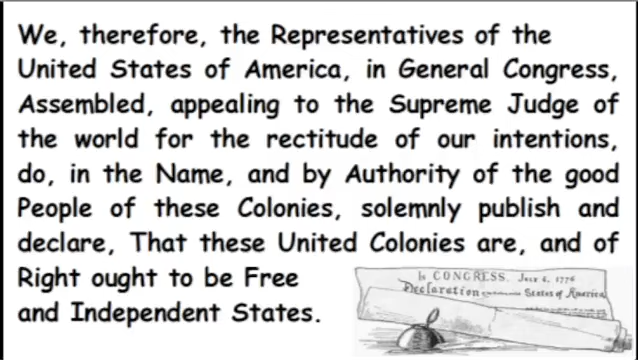 We, therefore, the Representatives of the
United States of America, in General Congress,
Assembled, appealing to the Supreme Judge of
the world for the rectitude of our intentions,
do, in the Name, and by Authority of the good
People of these Colonies, solemnly publish and
declare, That these United Colonies are, and of
Right ought to be Free
and Independent States.
In CONGRESS. July 4, 1776
Declaration States of America